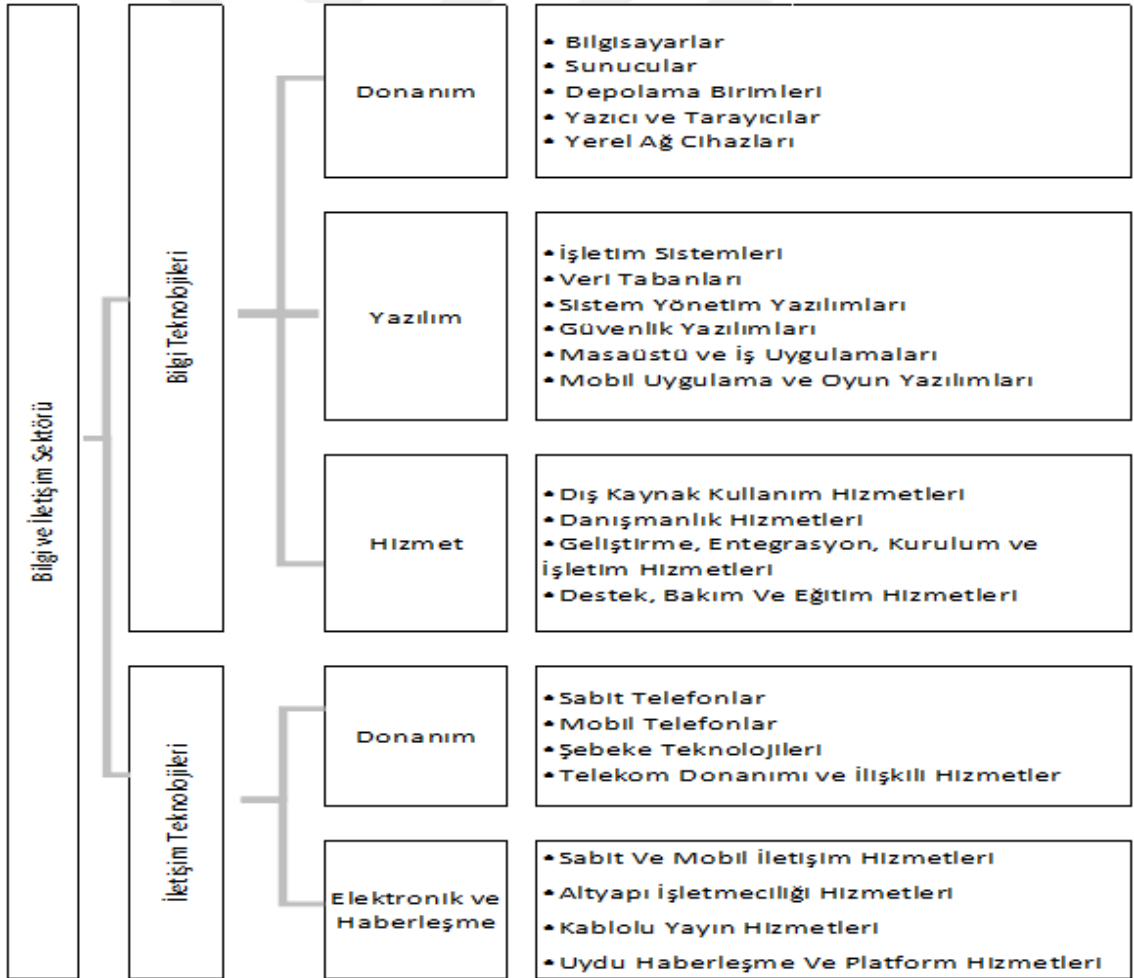 Bilgi ve İletişim Sektörü
Bilgi Teknolojileri
Donanım
• Bilgisayarlar
• Sunucular
• Depolama Birimleri
• Yazıcı ve Tarayıcılar
• Yerel Ağ Cihazları
Yazılım
• İşletim Sistemleri
• Veri Tabanları
• Sistem Yönetim Yazılımları
• Güvenlik Yazılımları
• Masaüstü ve İş Uygulamaları
• Mobil Uygulama ve Oyun Yazılımları
Hizmet
• Dış Kaynak Kullanım Hizmetleri
• Danışmanlık Hizmetleri
• Geliştirme, Entegrasyon, Kurulum ve
İşletim Hizmetleri
• Destek, Bakım Ve Eğitim Hizmetleri
İletişim Teknolojileri
Donanım
• Sabit Telefonlar
• Mobil Telefonlar
• Şebeke Teknolojileri
• Telekom Donanımı ve İlişkili Hizmetler
Elektronik ve
Haberleşme
• Sabit Ve Mobil İletişim Hizmetleri
• Altyapı İşletmeciliği Hizmetleri
• Kablolu Yayın Hizmetleri
• Uydu Haberleşme Ve Platform Hizmetleri